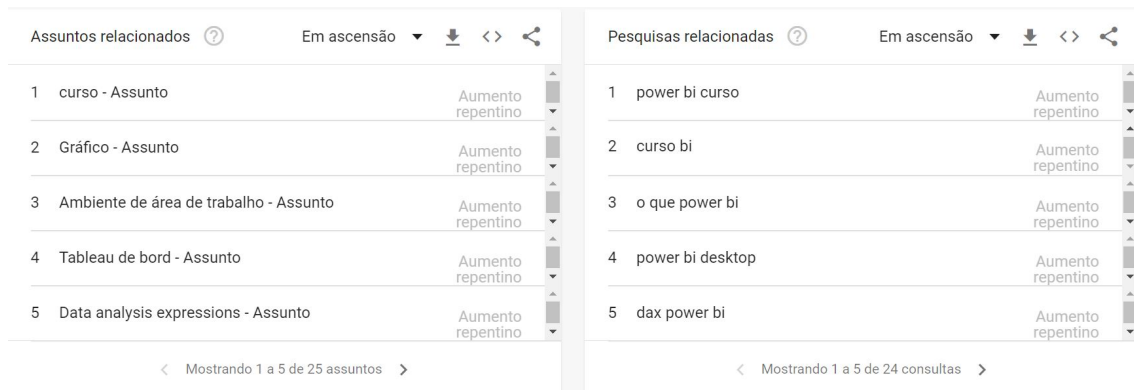 Assuntos relacionados
Em ascensão
1 curso - Assunto
Aumento
repentino
2 Gráfico - Assunto
Aumento
repentino
3 Ambiente de área de trabalho - Assunto
Aumento
repentino
4 Tableau de bord - Assunto
Aumento
repentino
5 Data analysis expressions - Assunto
Aumento
repentino
Mostrando 1 a 5 de 25 assuntos
Pesquisas relacionadas
Em ascensão
1 power bi curso
Aumento
repentino
2 curso bi
Aumento
repentino
3 o que power bi
Aumento
repentino
4 power bi desktop
Aumento
repentino
5 dax power bi
Aumento
repentino
Mostrando 1 a 5 de 24 consultas